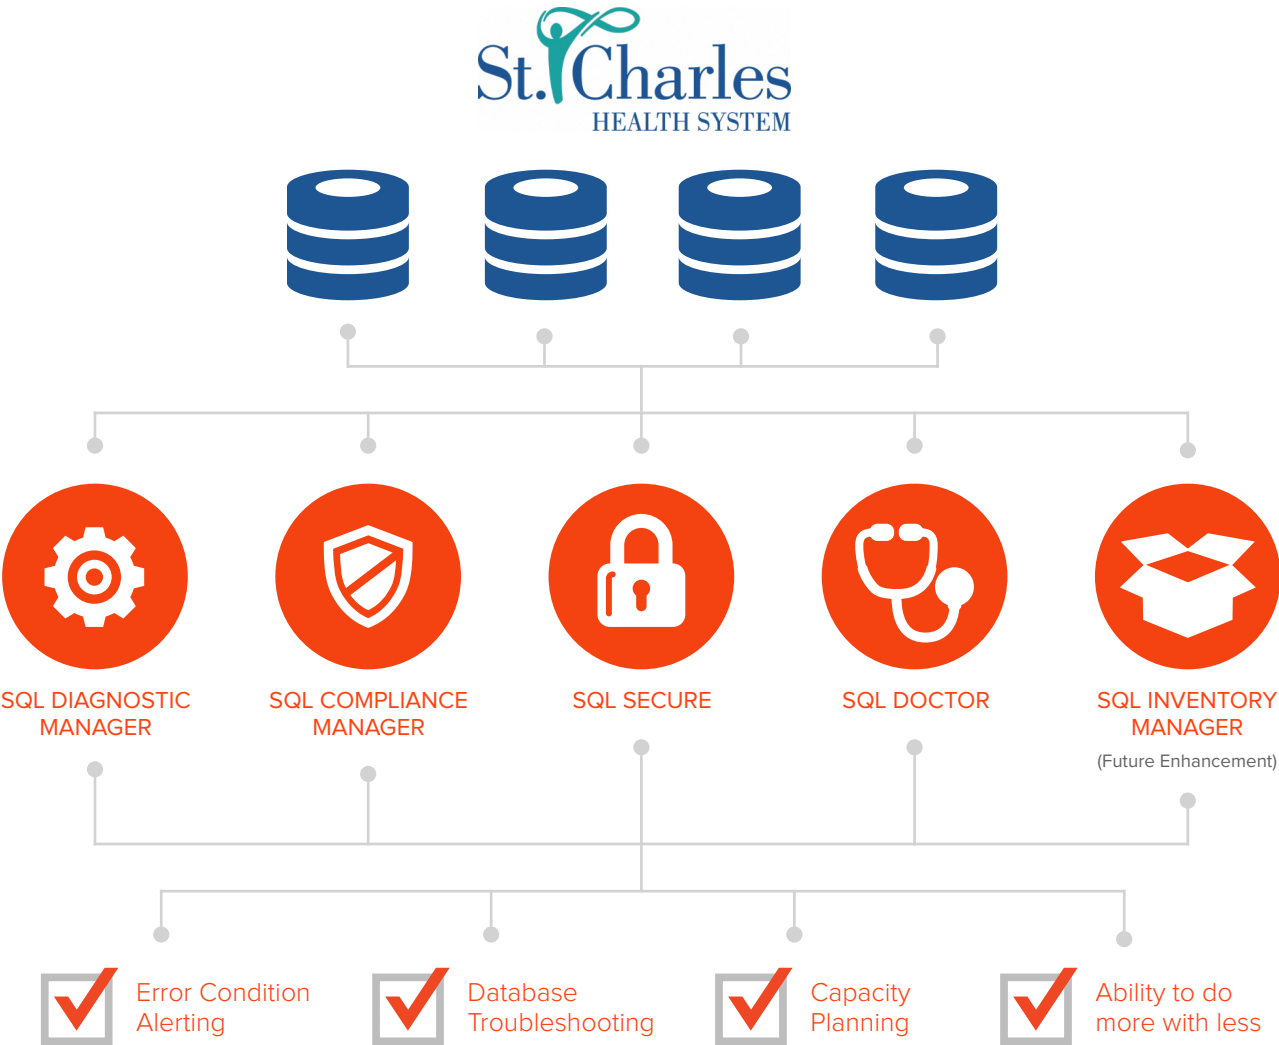 St. Charles
HEALTH SYSTEM
SQL DIAGNOSTIC
MANAGER
SQL COMPLIANCE
MANAGER
SQL SECURE
SQL DOCTOR
SQL INVENTORY
MANAGER
(Future Enhancement)
Error Condition
Alerting
Database
Troubleshooting
Capacity
Planning
Ability to do
more with less